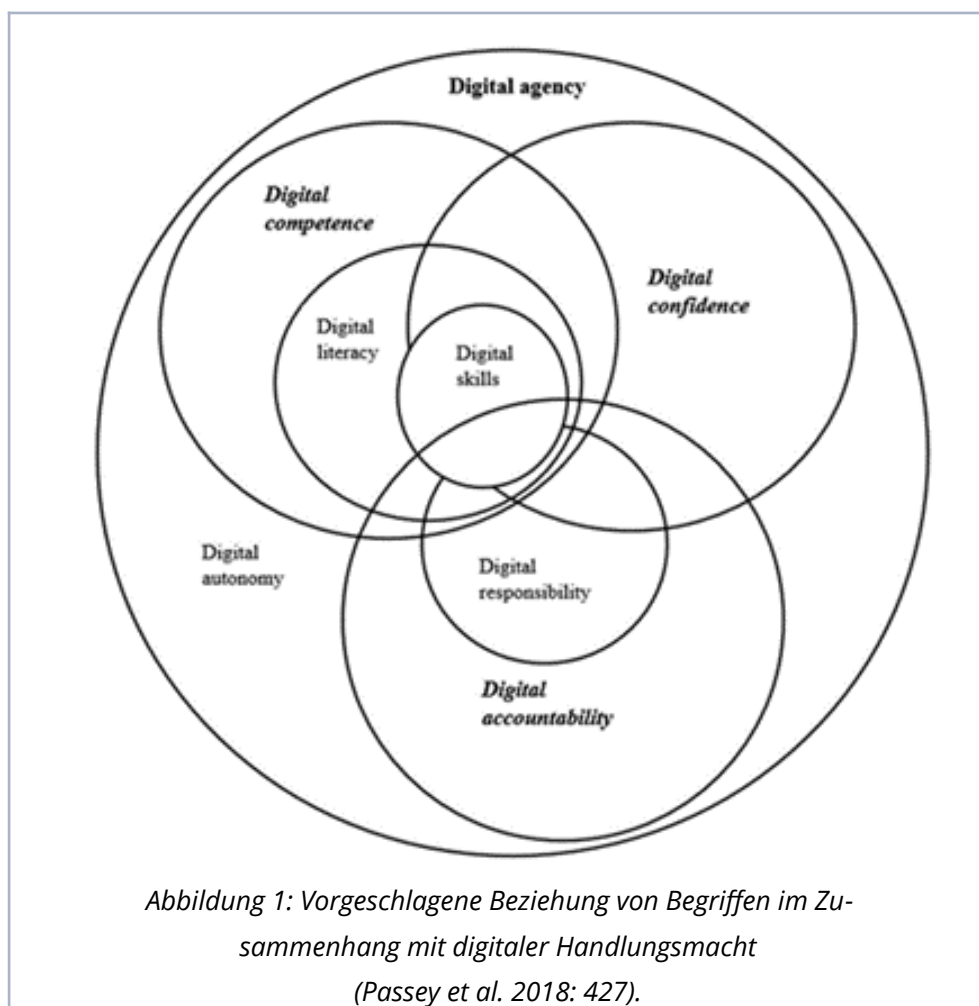 Digital agency
Digital
competence
Digital
confidence
Digital
literacy
Digital
skills
Digital
autonomy
Digital
responsibility
Digital
accountability
Abbildung 1: Vorgeschlagene Beziehung von Begriffen im Zu-
sammenhang mit digitaler Handlungsmacht
(Passey et al. 2018: 427).